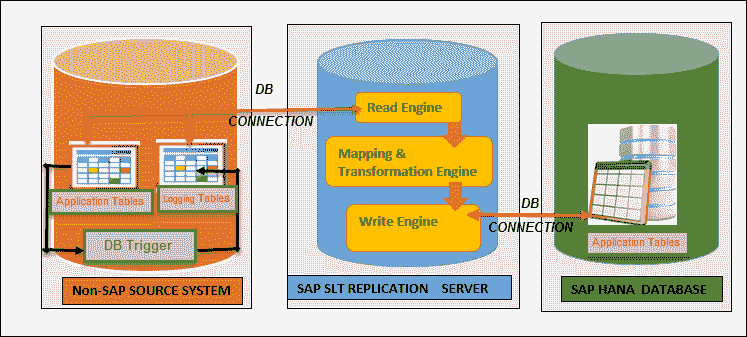 DB
CONNECTION
Read Engine
Mapping &
Transformation Engine
Write Engine
Application Tables
Logging Tables
DB Trigger
DB
CONNECTION
Application Tables
Non-SAP SOURCE SYSTEM
SAP SLT REPLICATION SERVER
SAP HANA DATABASE